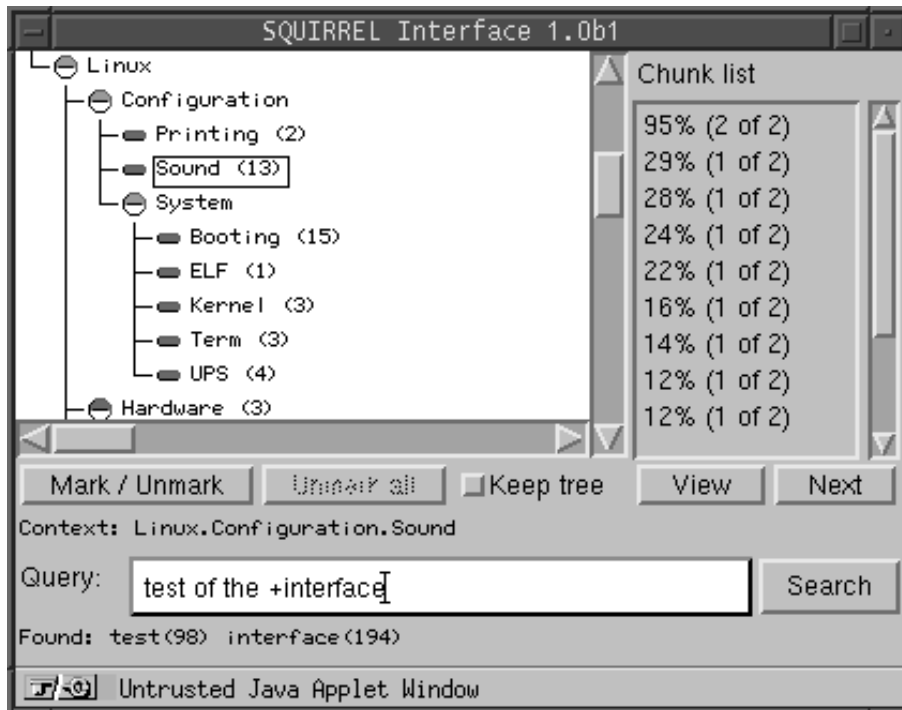 SQUIRREL Interface 1.0b1
Linux
Configuration
Printing (2)
Sound (13)
System
Booting (15)
ELF (1)
Kernel (3)
Term (3)
UPS (4)
Hardware (3)
Chunk list
95% (2 of 2)
29% (1 of 2)
28% (1 of 2)
24% (1 of 2)
22% (1 of 2)
16% (1 of 2)
14% (1 of 2)
12% (1 of 2)
12% (1 of 2)
Mark / Unmark Unmark all Keep tree View Next
Context: Linux.Configuration.Sound
Query: test of the +interface Search
Found: test(98) interface(194)
Untrusted Java Applet Window